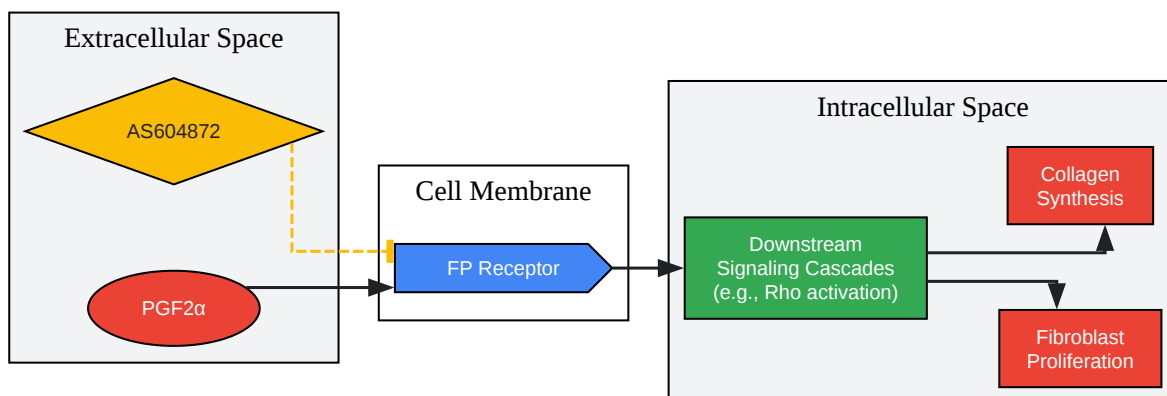 Extracellular Space
AS604872
PGF2α
Cell Membrane
FP Receptor
Intracellular Space
Downstream
Signaling Cascades
(e.g., Rho activation)
Collagen
Synthesis
Fibroblast
Proliferation